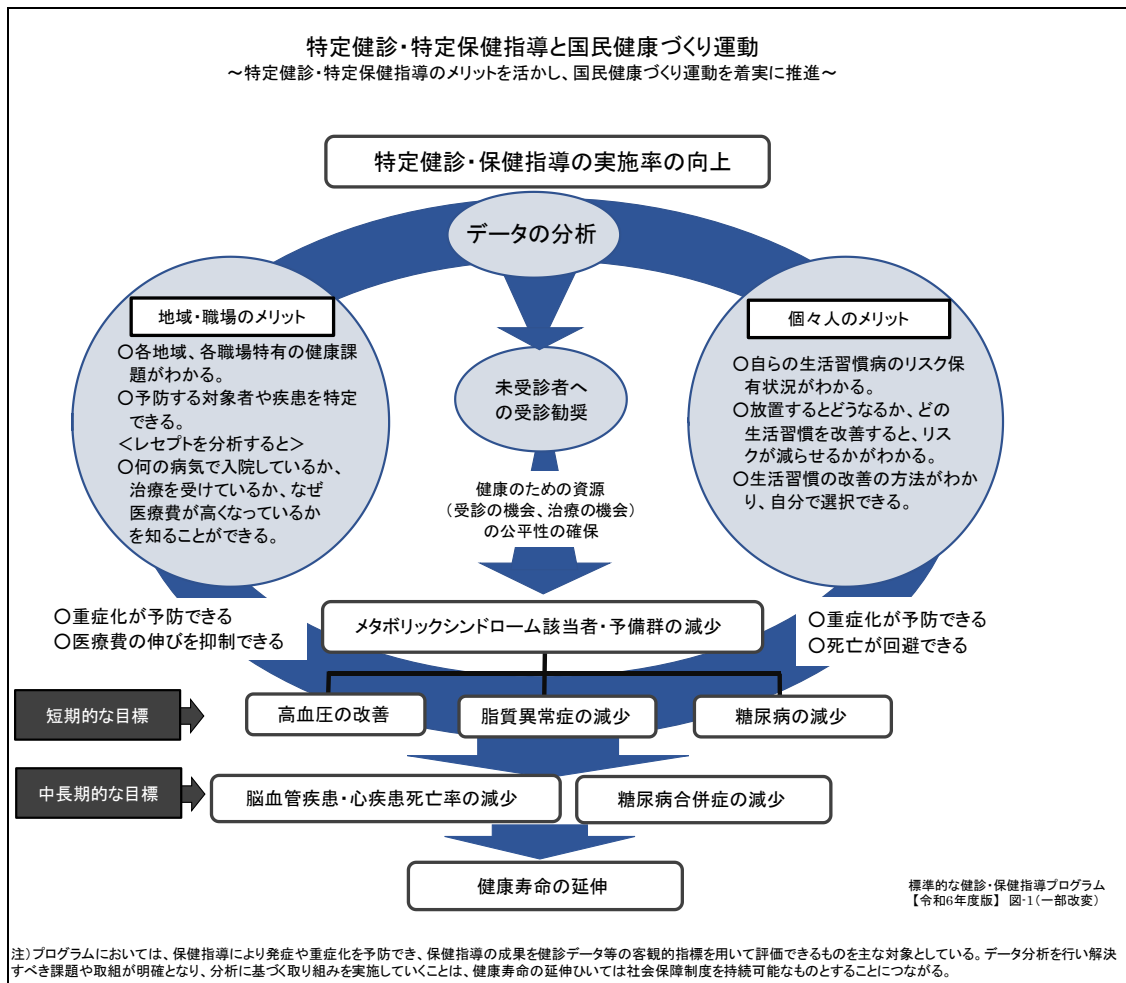 特定健診・特定保健指導と国民健康づくり運動
～特定健診・特定保健指導のメリットを活かし、国民健康づくり運動を着実に推進～
特定健診・保健指導の実施率の向上
データの分析
地域・職場のメリット
○各地域、各職場特有の健康課
題がわかる。
○予防する対象者や疾患を特定
できる。
＜レセプトを分析すると＞
○何の病気で入院しているか、
治療を受けているか、なぜ
医療費が高くなっているか
を知ることができる。
未受診者へ
の受診勧奨
個々人のメリット
○自らの生活習慣病のリスク保
有状況がわかる。
○放置するとどうなるか、どの
生活習慣を改善すると、リス
クが減らせるかがわかる。
○生活習慣の改善の方法がわか
り、自分で選択できる。
健康のための資源
（受診の機会、治療の機会）
の公平性の確保
○重症化が予防できる
○医療費の伸びを抑制できる
メタボリックシンドローム該当者・予備群の減少
○重症化が予防できる
○死亡が回避できる
短期的な目標
高血圧の改善
脂質異常症の減少
糖尿病の減少
中長期的な目標
脳血管疾患・心疾患死亡率の減少
糖尿病合併症の減少
健康寿命の延伸
標準的な健診・保健指導プログラム
【令和6年度版】 図-1（一部改変）
注）プログラムにおいては、保健指導により発症や重症化を予防でき、保健指導の成果を健診データ等の客観的指標を用いて評価できるものを主な対象としている。データ分析を行い解決
すべき課題や取組が明確となり、分析に基づく取り組みを実施していくことは、健康寿命の延伸ひいては社会保障制度を持続可能なものとすることにつながる。